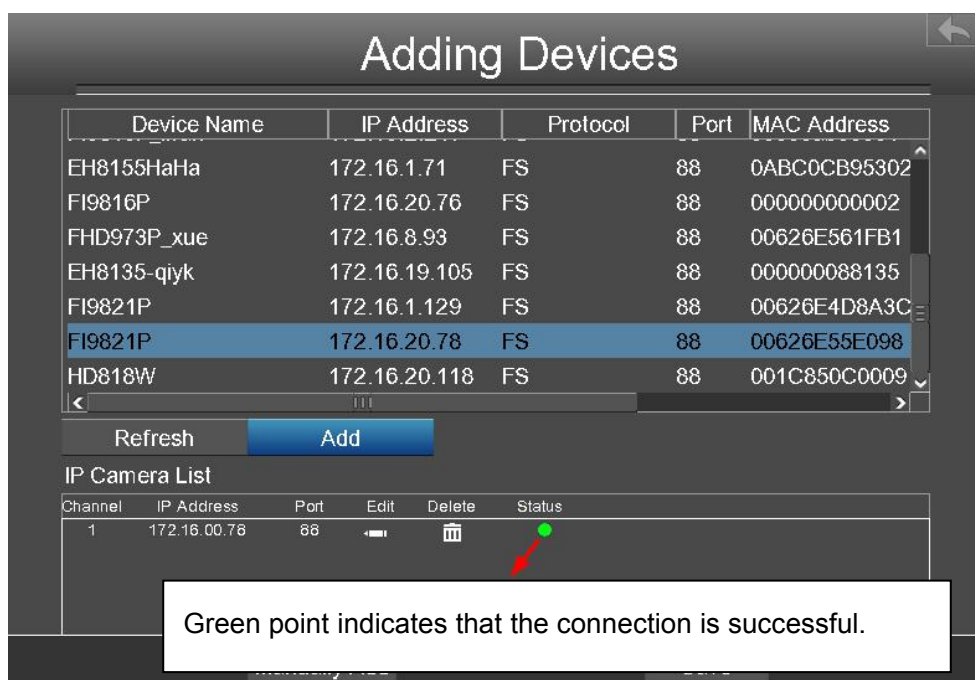 Adding Devices
Device Name IP Address Protocol Port MAC Address
EH8155HaHa 172.16.1.71 FS 88 0ABC0CB95302
FI9816P 172.16.20.76 FS 88 000000000002
FHD973P_xue 172.16.8.93 FS 88 00626E561FB1
EH8135-qiyk 172.16.19.105 FS 88 000000088135
FI9821P 172.16.1.129 FS 88 00626E4D8A3C
FI9821P 172.16.20.78 FS 88 00626E55E098
HD818W 172.16.20.118 FS 88 001C850C0009
Refresh Add
IP Camera List
Channel IP Address Port Edit Delete Status
1 172.16.00.78 88
Green point indicates that the connection is successful.